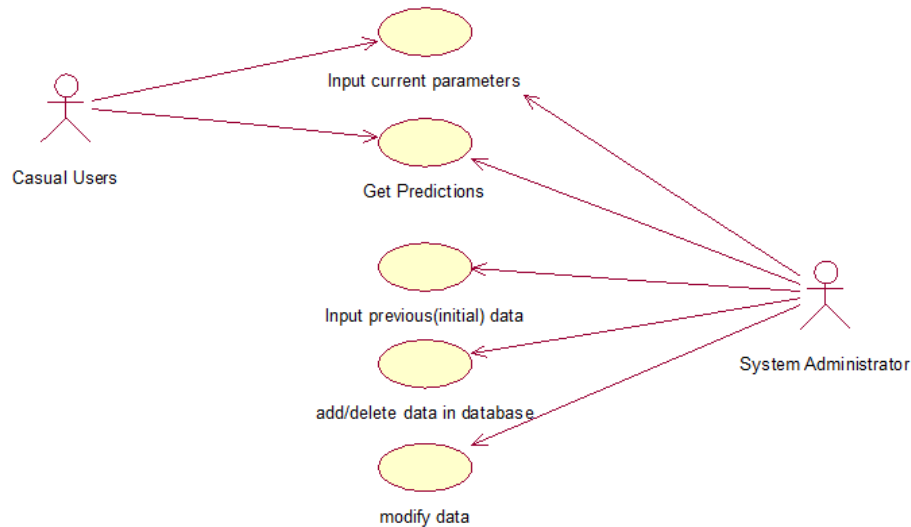 Input current parameters
Casual Users
Get Predictions
Input previous(initial) data
System Administrator
add/delete data in database
modify data